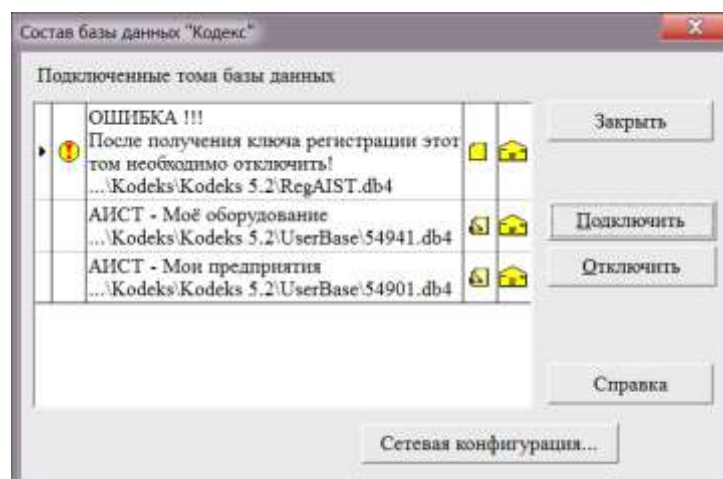 Состав базы данных "Кодекс"
Подключенные тома базы данных
ОШИБКА !!!
После получения ключа регистрации этот
том необходимо отключить!
...\Kodeks\Kodeks 5.2\RegAIST.db4
АИСТ - Моё оборудование
...\Kodeks\Kodeks 5.2\UserBase\54941.db4
АИСТ - Мои предприятия
...\Kodeks\Kodeks 5.2\UserBase\54901.db4
Закрыть
Подключить
Отключить
Справка
Сетевая конфигурация...